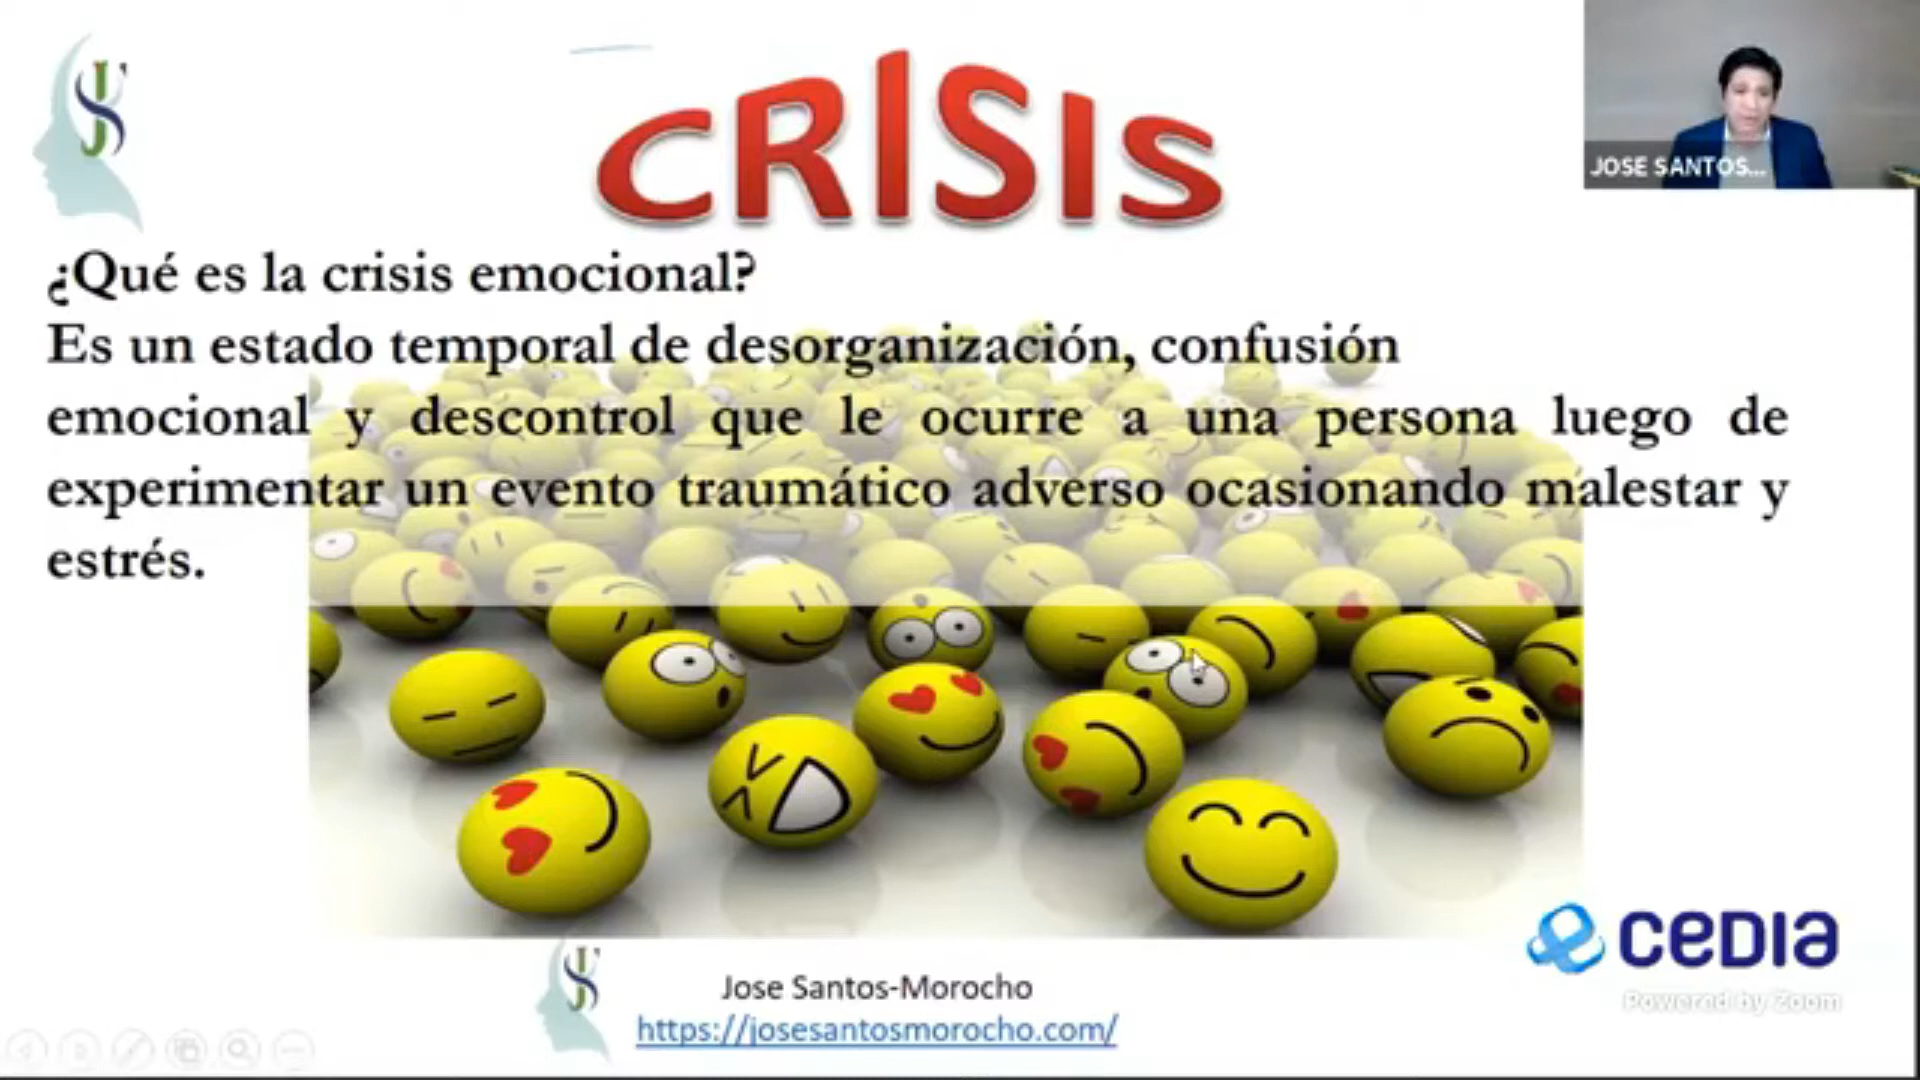 JS
CRISIS
JOSE SANTOS...
¿Qué es la crisis emocional?
Es un estado temporal de desorganización, confusión
emocional y descontrol que le ocurre a una persona luego de
experimentar un evento traumático adverso ocasionando malestar y
estrés.
CEDIA
Powered by Zoom
JS
Jose Santos-Morocho
https://josesantosmorocho.com/